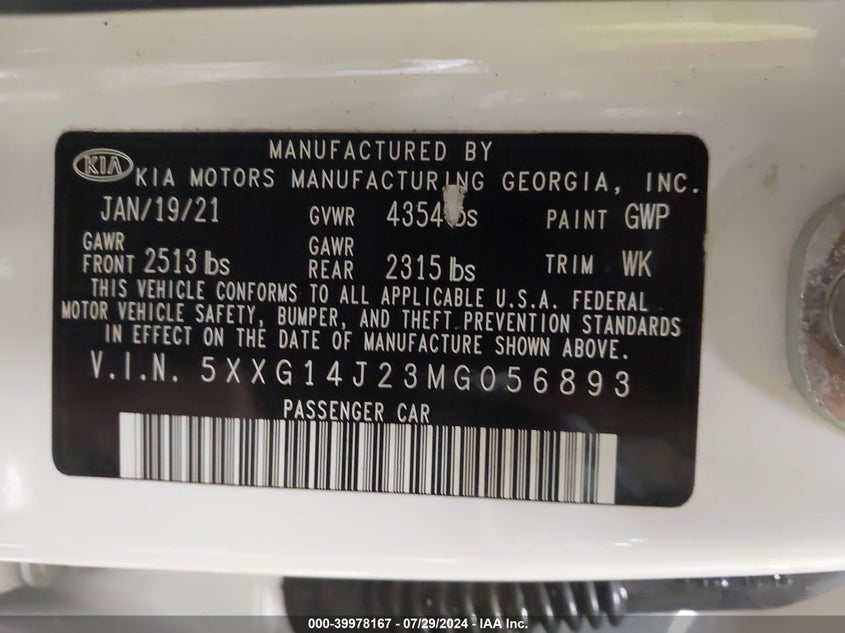 MANUFACTURED BY
KIA KIA MOTORS MANUFACTURING GEORGIA, INC.
JAN/19/21 GVWR 4354 PAINT GWP
GAWR FRONT 2513 lbs GAWR REAR 2315 lbs TRIM WK
THIS VEHICLE CONFORMS TO ALL APPLICABLE U.S.A. FEDERAL
MOTOR VEHICLE SAFETY, BUMPER, AND THEFT PREVENTION STANDARDS
IN EFFECT ON THE DATE OF MANUFACTURE SHOWN ABOVE.
V.I.N. 5XXG14J23MG056893
PASSENGER CAR
000-39978167 - 07/29/2024 - IAA Inc.